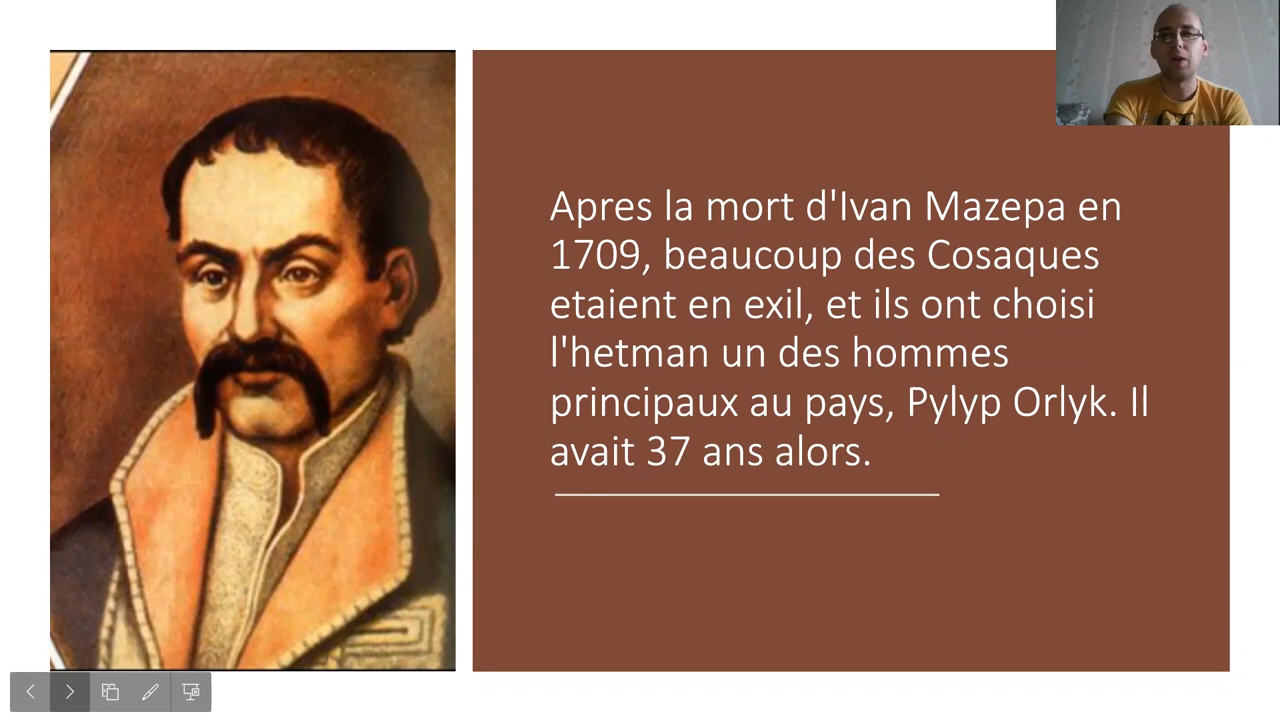 Apres la mort d'Ivan Mazepa en
1709, beaucoup des Cosaques
etaient en exil, et ils ont choisi
l'hetman un des hommes
principaux au pays, Pylyp Orlyk. Il
avait 37 ans alors.